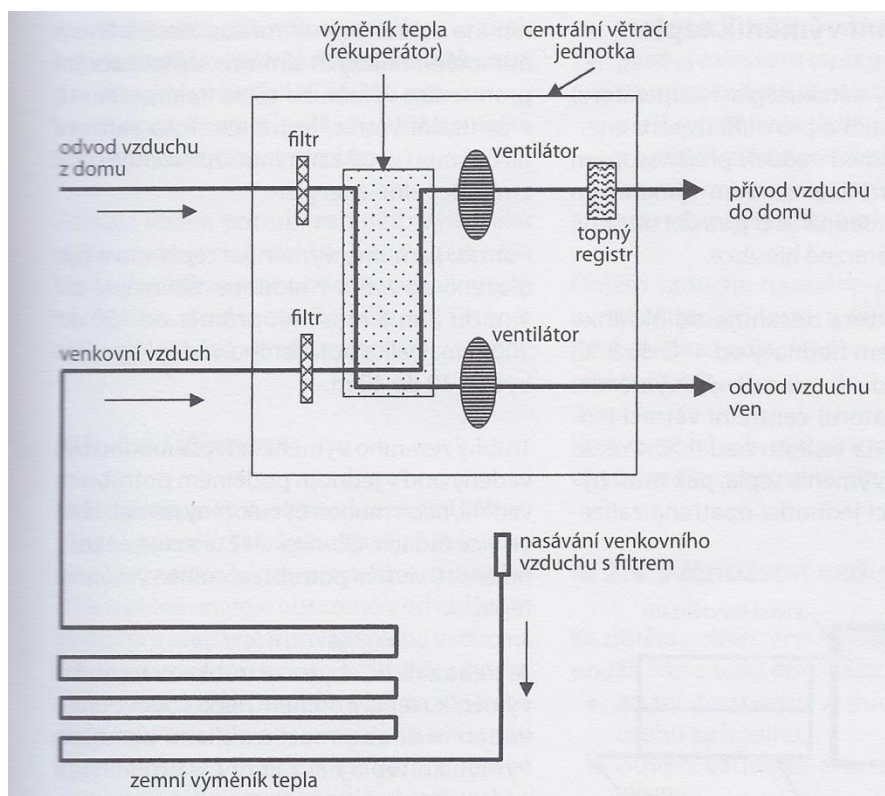 výměník tepla
(rekuperátor)
centrální větrací
jednotka
odvod vzduchu
z domu
filtr
ventilátor
přívod vzduchu
do domu
topný
registr
filtr
ventilátor
venkovní vzduch
odvod vzduchu
ven
nasávání venkovního
vzduchu s filtrem
zemní výměník tepla